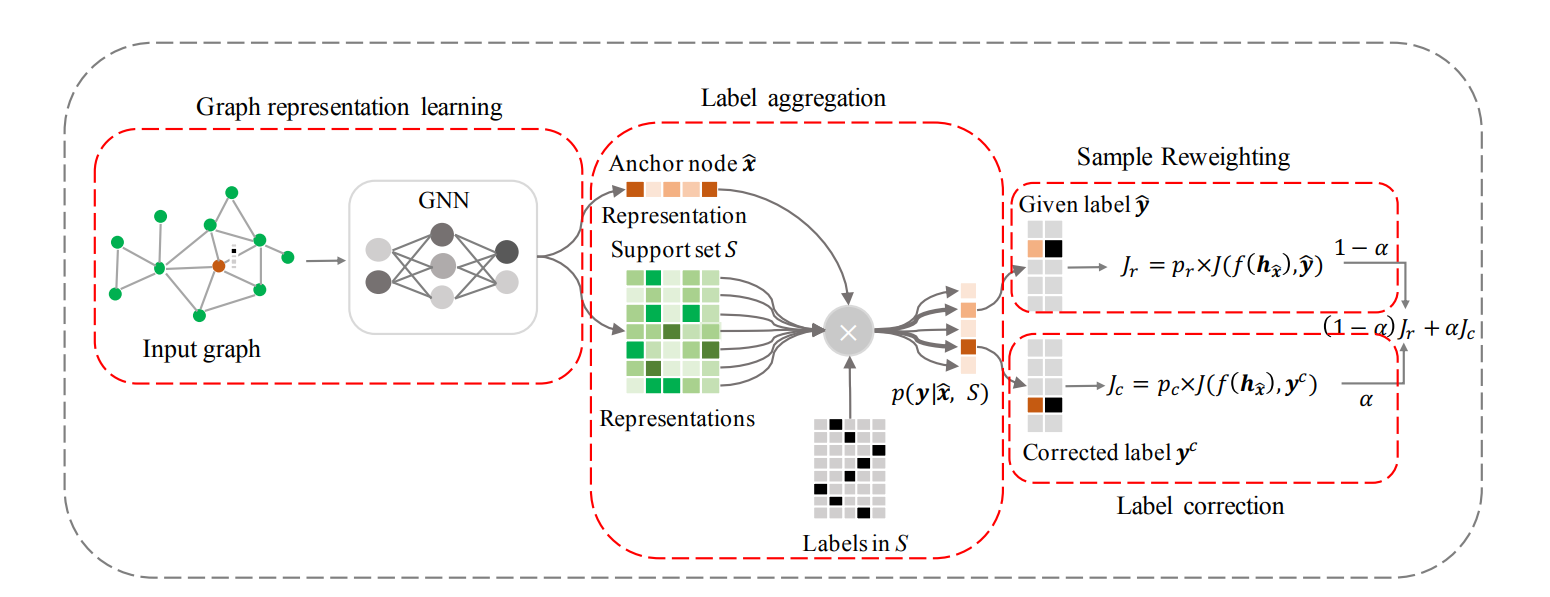 Graph representation learning
GNN
Input graph
Label aggregation
Anchor node x̂
Representation
Support set S
Representations
×
p(y|x̂, S)
Labels in S
Sample Reweighting
Given label ŷ
J_r = p_r×J(f(h_x̂),ŷ)
1 − α
(1 − α)J_r + αJ_c
J_c = p_c×J(f(h_x̂), y^c)
α
Corrected label y^c
Label correction